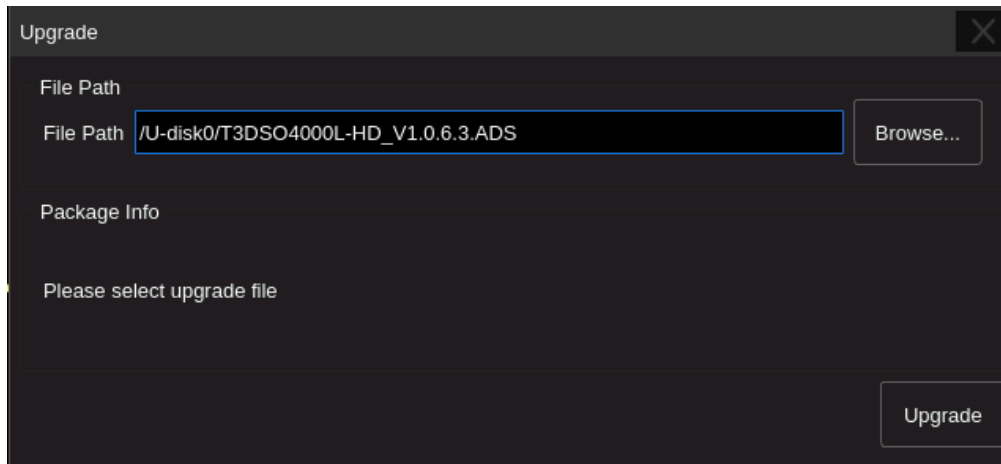 Upgrade
File Path
File Path /U-disk0/T3DSO4000L-HD_V1.0.6.3.ADS Browse...
Package Info
Please select upgrade file
Upgrade